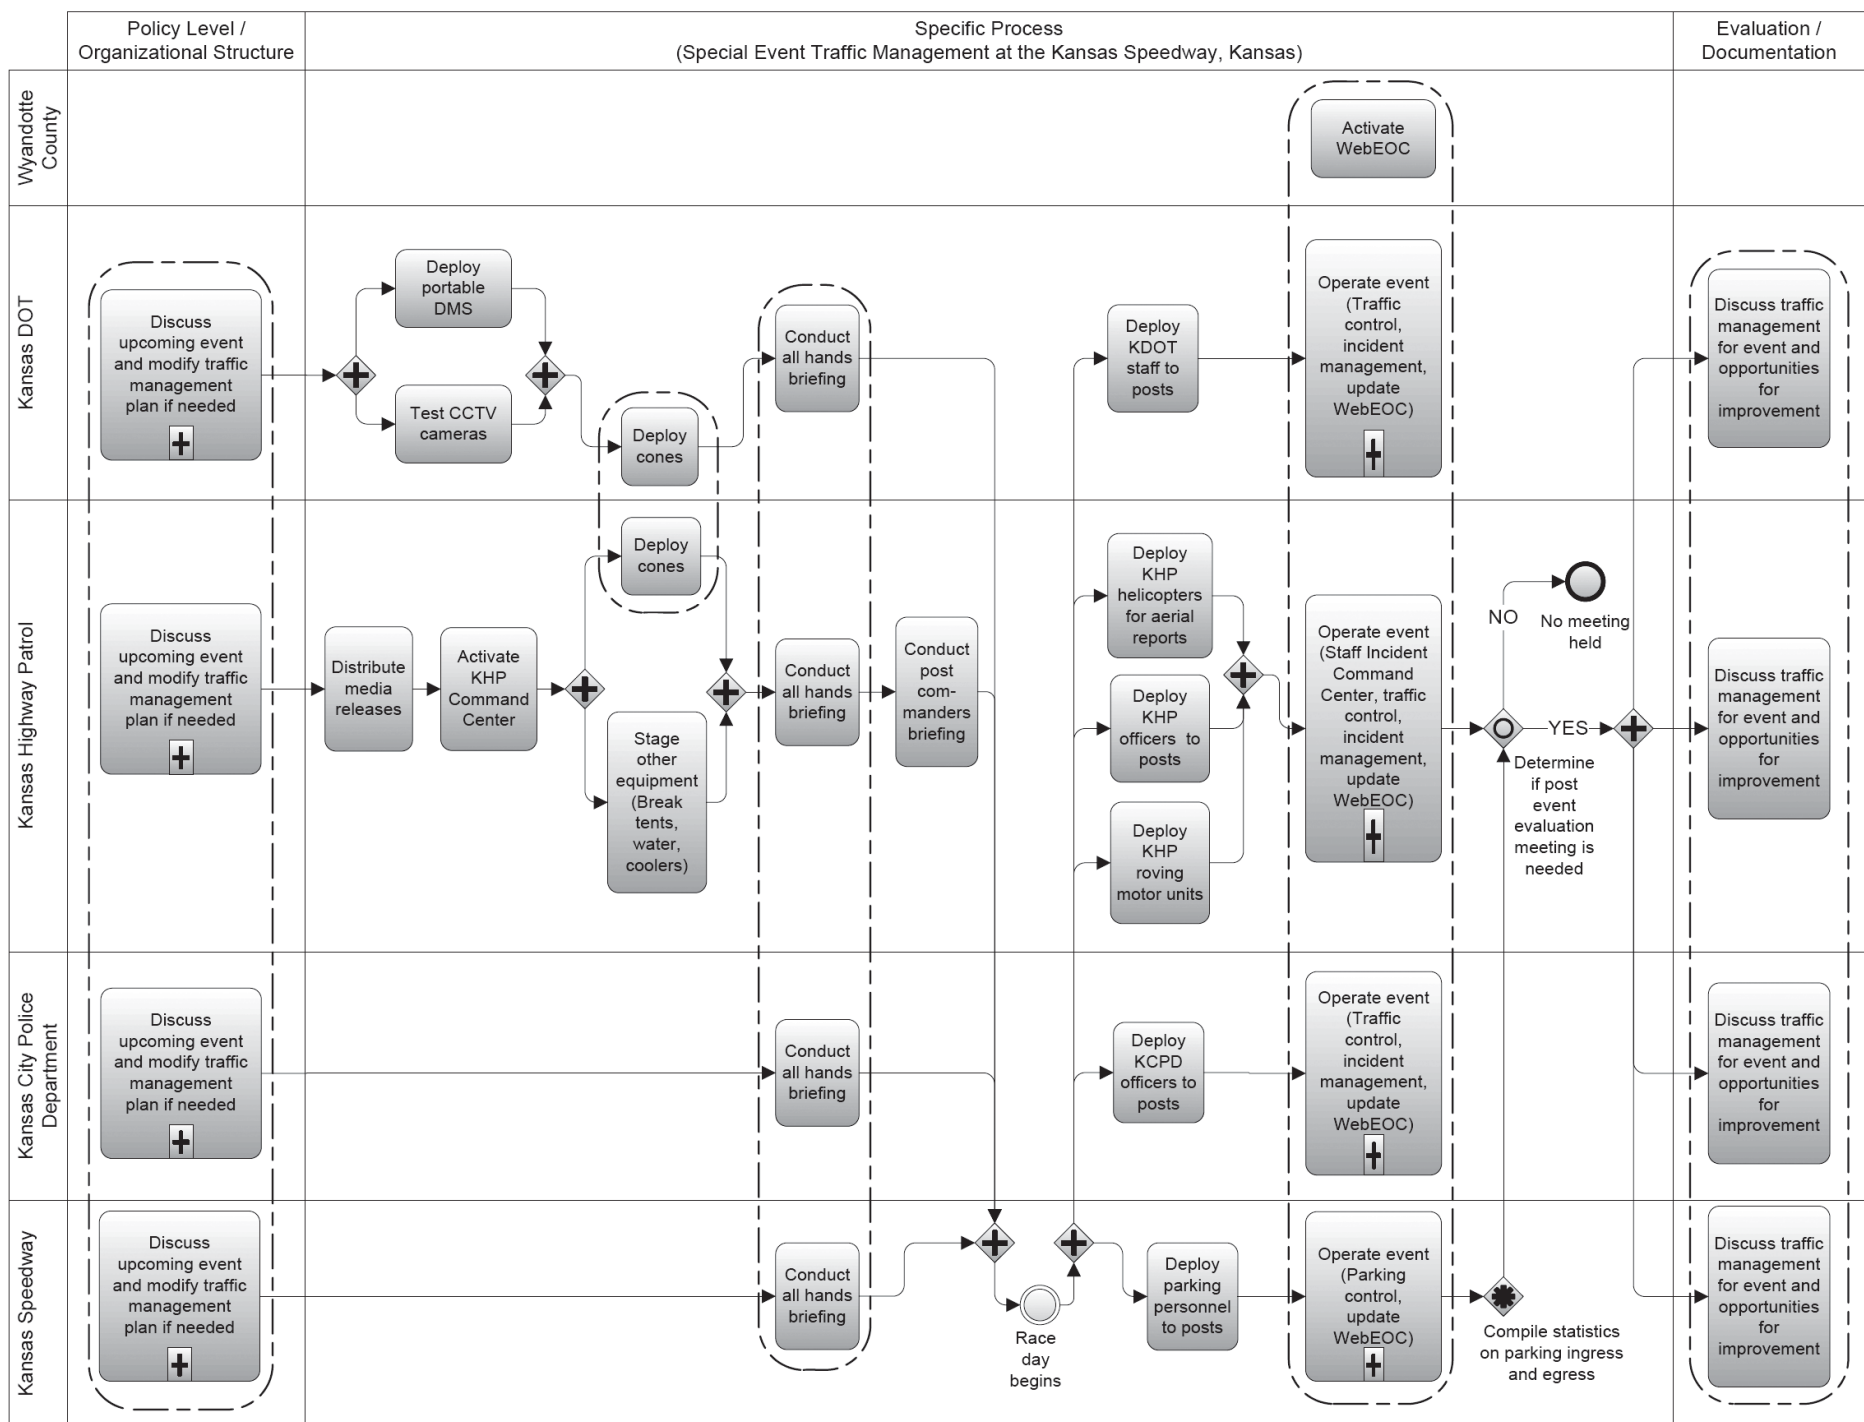 Policy Level /
Organizational Structure
Specific Process
(Special Event Traffic Management at the Kansas Speedway, Kansas)
Evaluation /
Documentation
Wyandotte
County
Activate
WebEOC
Kansas DOT
Discuss
upcoming event
and modify traffic
management
plan if needed
Deploy
portable
DMS
Test CCTV
cameras
Deploy
cones
Conduct
all hands
briefing
Deploy
KDOT
staff to
posts
Operate event
(Traffic
control,
incident
management,
update
WebEOC)
Discuss traffic
management
for event and
opportunities
for
improvement
Kansas Highway Patrol
Discuss
upcoming event
and modify traffic
management
plan if needed
Distribute
media
releases
Activate
KHP
Command
Center
Deploy
cones
Stage
other
equipment
(Break
tents,
water,
coolers)
Conduct
all hands
briefing
Conduct
post
com-
manders
briefing
Deploy
KHP
helicopters
for aerial
reports
Deploy
KHP
officers to
posts
Deploy
KHP
roving
motor units
Operate event
(Staff Incident
Command
Center, traffic
control,
incident
management,
update
WebEOC)
NO
No meeting
held
YES
Determine
if post
event
evaluation
meeting is
needed
Discuss traffic
management
for event and
opportunities
for
improvement
Kansas City Police
Department
Discuss
upcoming event
and modify traffic
management
plan if needed
Conduct
all hands
briefing
Deploy
KCPD
officers to
posts
Operate event
(Traffic
control,
incident
management,
update
WebEOC)
Discuss traffic
management
for event and
opportunities
for
improvement
Kansas Speedway
Discuss
upcoming event
and modify traffic
management
plan if needed
Conduct
all hands
briefing
Race
day
begins
Deploy
parking
personnel
to posts
Operate event
(Parking
control,
update
WebEOC)
Compile statistics
on parking ingress
and egress
Discuss traffic
management
for event and
opportunities
for
improvement